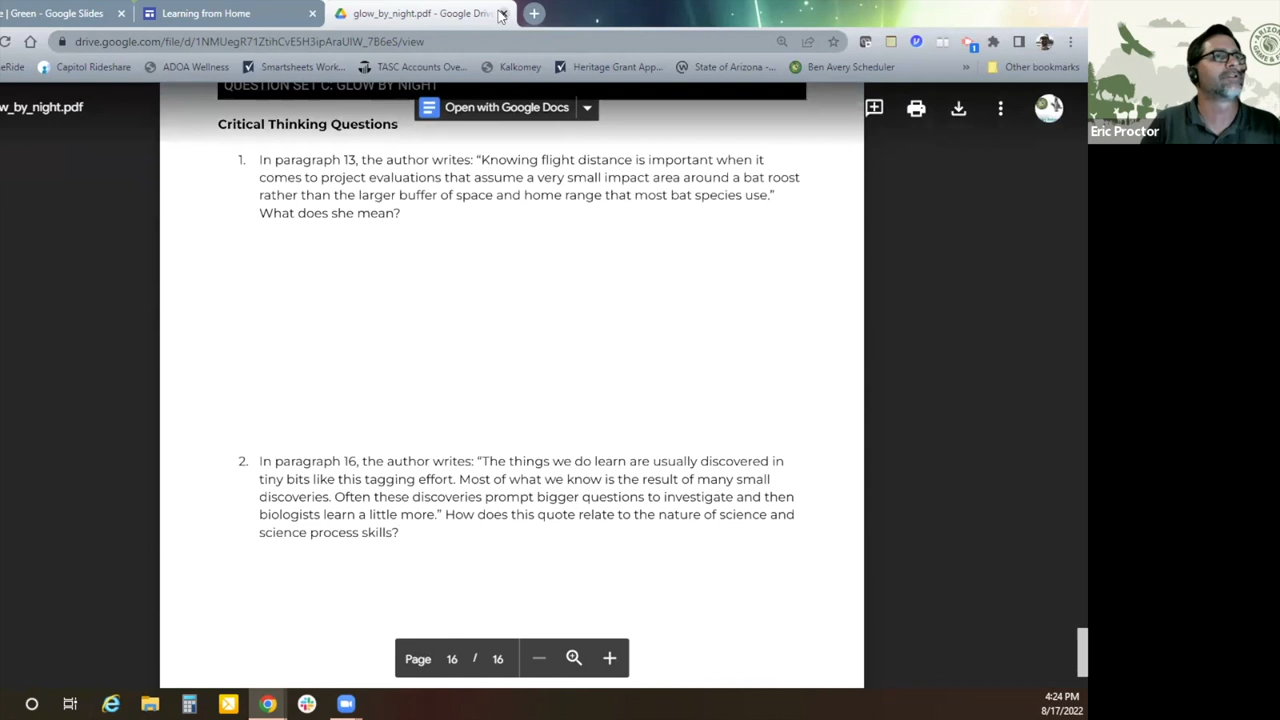 e | Green - Google Slides
Learning from Home
glow_by_night.pdf - Google Driv
drive.google.com/file/d/1NMUegR71ZtihCvE5H3ipAraUlW_7B6eS/view
eRide
Capitol Rideshare
ADOA Wellness
Smartsheets Work...
TASC Accounts Ove...
Kalkomey
Heritage Grant App...
State of Arizona -...
Ben Avery Scheduler
»
Other bookmarks
w_by_night.pdf
QUESTION SET C: GLOW BY NIGHT
Open with Google Docs
Critical Thinking Questions
1. In paragraph 13, the author writes: “Knowing flight distance is important when it
comes to project evaluations that assume a very small impact area around a bat roost
rather than the larger buffer of space and home range that most bat species use.”
What does she mean?
2. In paragraph 16, the author writes: “The things we do learn are usually discovered in
tiny bits like this tagging effort. Most of what we know is the result of many small
discoveries. Often these discoveries prompt bigger questions to investigate and then
biologists learn a little more.” How does this quote relate to the nature of science and
science process skills?
Page 16 / 16
Eric Proctor
4:24 PM
8/17/2022